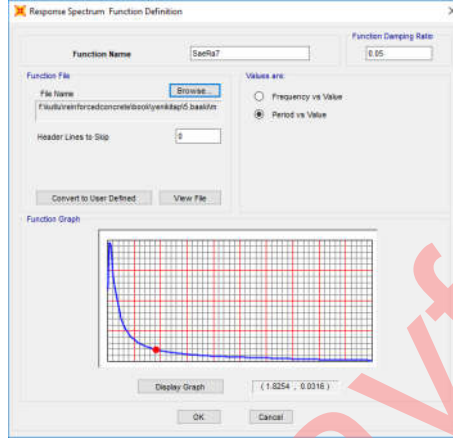 Response Spectrum Function Definition
Function Damping Ratio
Function Name
SaeRa7
0.05
Function File
Values are:
File Name
Browse...
Frequency vs Value
Period vs Value
Header Lines to Skip
0
Convert to User Defined
View File
Function Graph
Display Graph
(1.8254 , 0.0316)
OK
Cancel